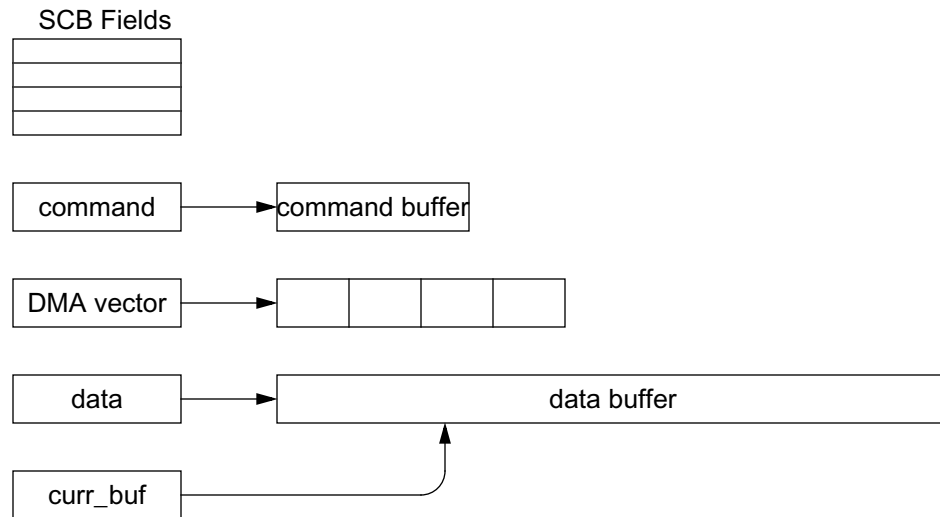 SCB Fields
command
command buffer
DMA vector
data
data buffer
curr_buf